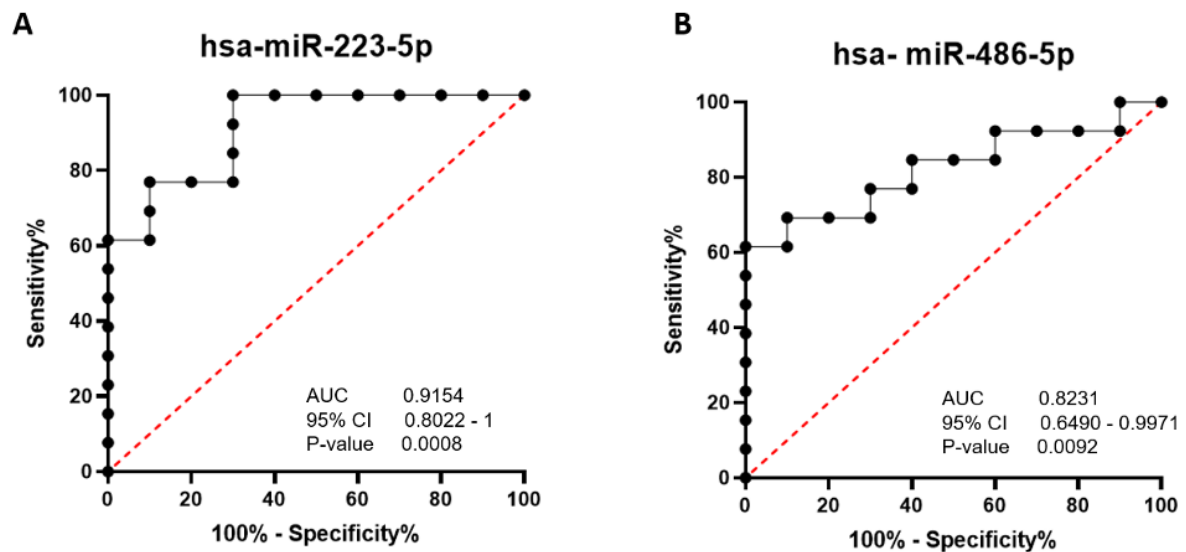 A
hsa-miR-223-5p
100
80
60
40
20
0
Sensitivity%
AUC 0.9154
95% CI 0.8022 - 1
P-value 0.0008
0 20 40 60 80 100
100% - Specificity%
B
hsa- miR-486-5p
100
80
60
40
20
0
Sensitivity%
AUC 0.8231
95% CI 0.6490 - 0.9971
P-value 0.0092
0 20 40 60 80 100
100% - Specificity%